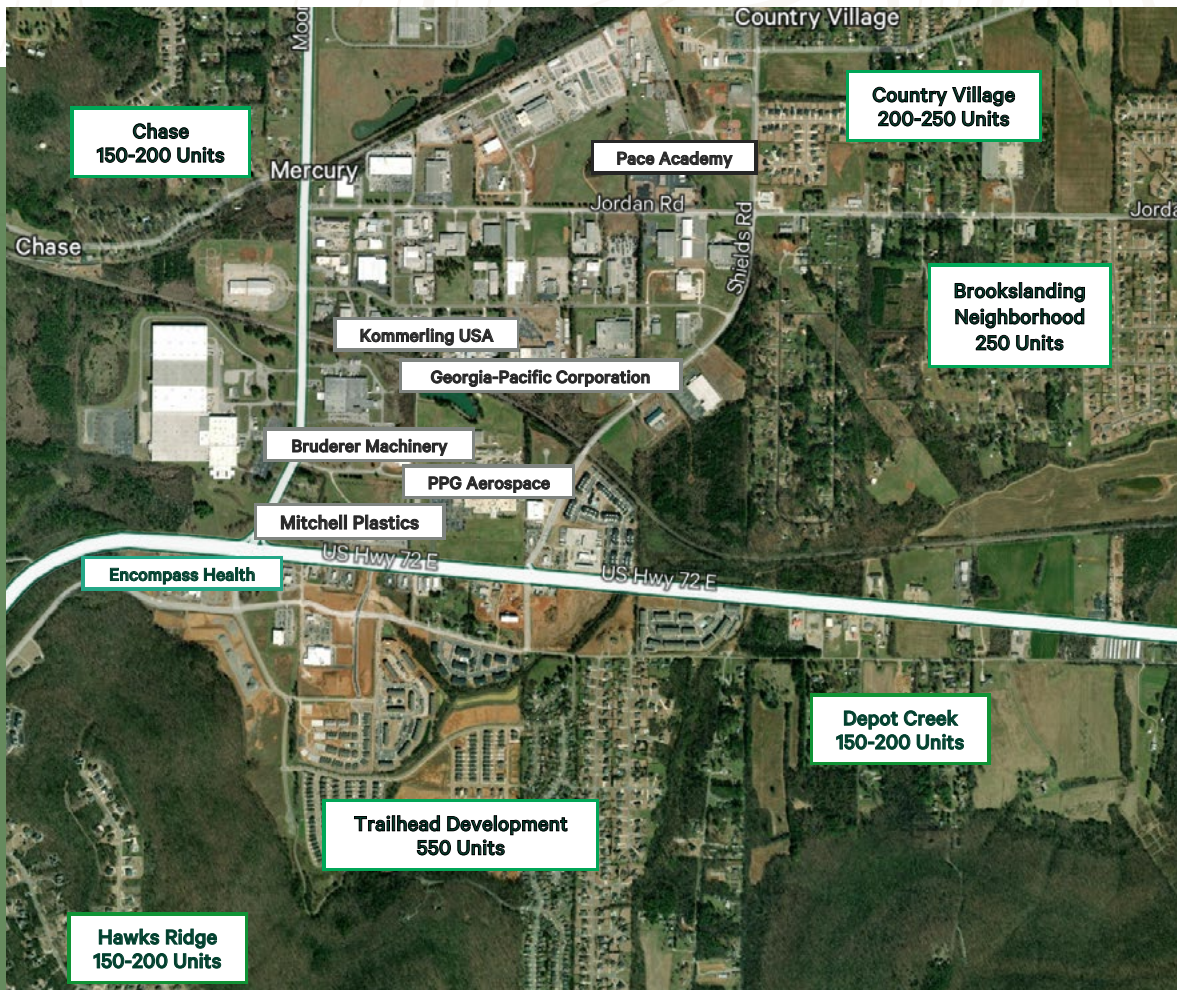 Country Village
Moor
Country Village
200-250 Units
Chase
150-200 Units
Pace Academy
Mercury
Jordan Rd
Jorda
Shields Rd
Chase
Brookslanding
Neighborhood
250 Units
Kommerling USA
Georgia-Pacific Corporation
Bruderer Machinery
PPG Aerospace
Mitchell Plastics
US Hwy 72 E
US Hwy 72 E
Encompass Health
Depot Creek
150-200 Units
Trailhead Development
550 Units
Hawks Ridge
150-200 Units